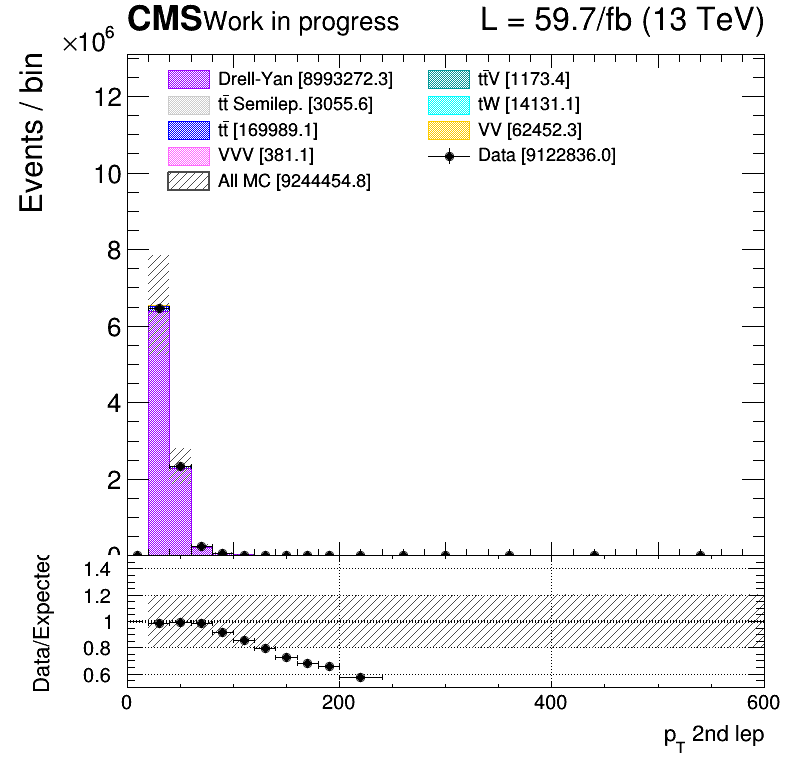 CMS Work in progress L = 59.7/fb (13 TeV)
×10⁶
Events / bin
Drell-Yan [8993272.3]
tt̄ Semilep. [3055.6]
tt̄ [169989.1]
VVV [381.1]
All MC [9244454.8]
tt̄V [1173.4]
tW [14131.1]
VV [62452.3]
Data [9122836.0]
12
10
8
6
4
2
0
Data/Expected
1.4
1.2
1
0.8
0.6
0 200 400 600
p_T 2nd lep